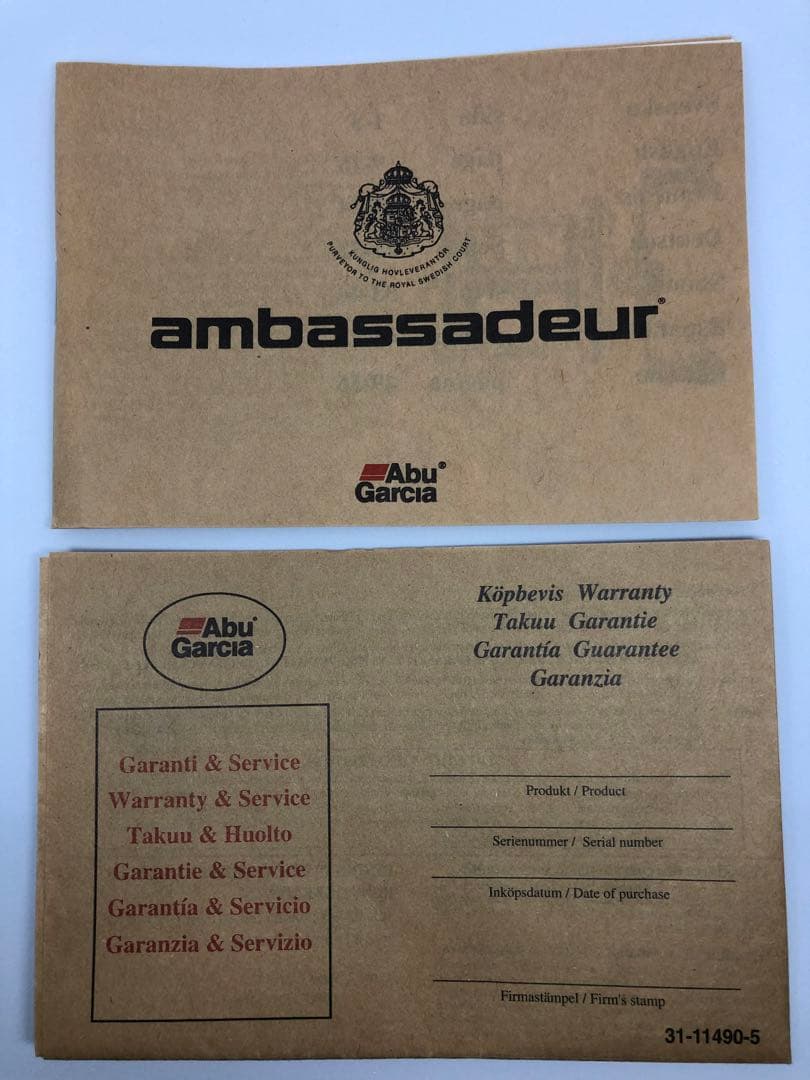 KUNGLIG HOVLEVERANTÖR
PURVEYOR TO THE ROYAL SWEDISH COURT
ambassadeur®
Abu®
Garcia
Abu®
Garcia
Garanti & Service
Warranty & Service
Takuu & Huolto
Garantie & Service
Garantía & Servicio
Garanzia & Servizio
Köpbevis Warranty
Takuu Garantie
Garantía Guarantee
Garanzia
Produkt / Product
Serienummer / Serial number
Inköpsdatum / Date of purchase
Firmastämpel / Firm's stamp
31-11490-5